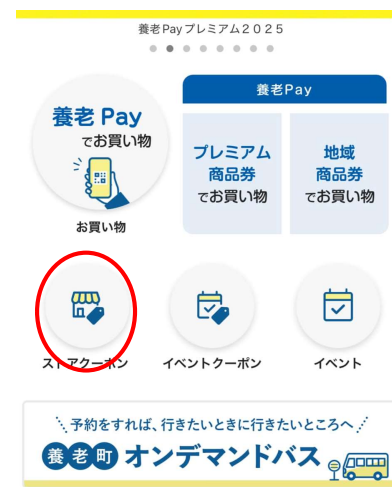 養老Payプレミアム2025
養老Pay
養老 Pay
でお買い物
プレミアム
商品券
でお買い物
地域
商品券
でお買い物
お買い物
ストアクーポン
イベントクーポン
イベント
予約をすれば、行きたいときに行きたいところへ
養老町 オンデマンドバス